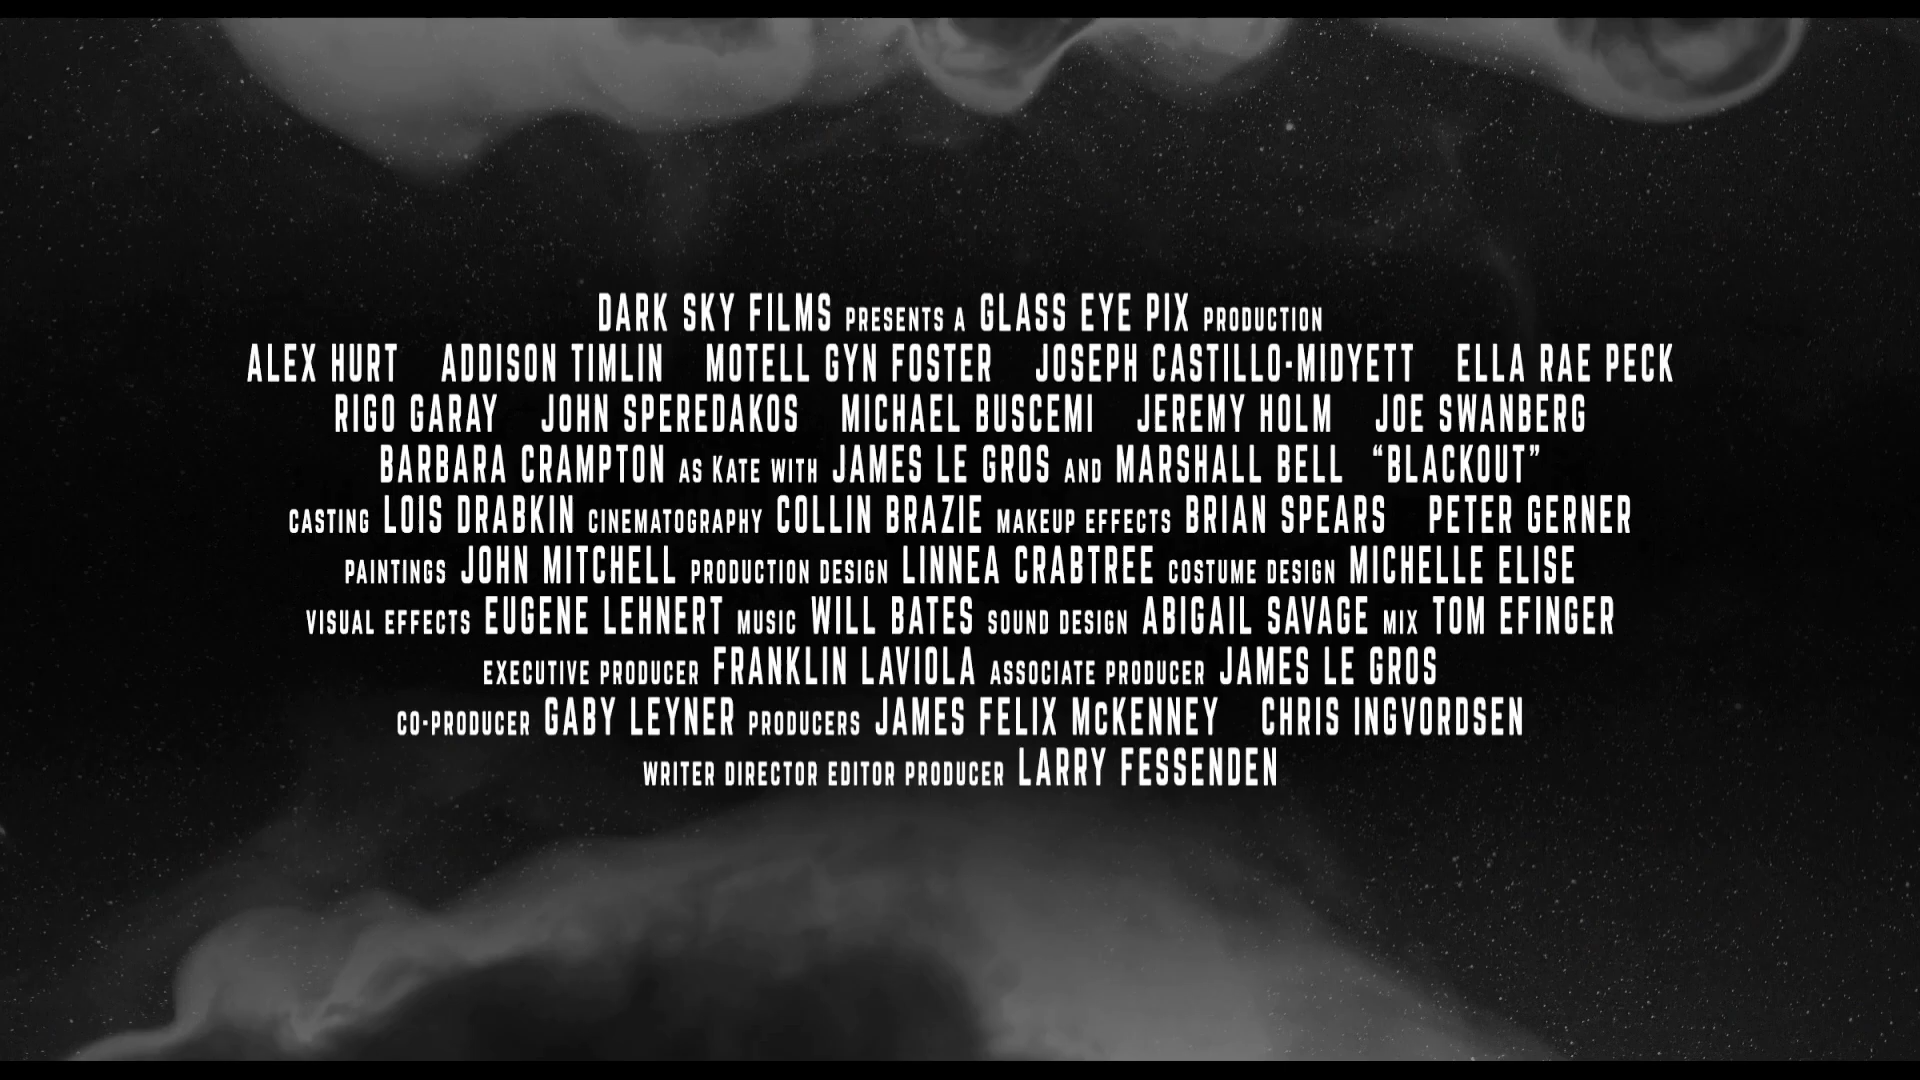 DARK SKY FILMS PRESENTS A GLASS EYE PIX PRODUCTION
ALEX HURT ADDISON TIMLIN MOTELL GYN FOSTER JOSEPH CASTILLO-MIDYETT ELLA RAE PECK
RIGO GARAY JOHN SPEREDAKOS MICHAEL BUSCEMI JEREMY HOLM JOE SWANBERG
BARBARA CRAMPTON AS KATE WITH JAMES LE GROS AND MARSHALL BELL “BLACKOUT”
CASTING LOIS DRABKIN CINEMATOGRAPHY COLLIN BRAZIE MAKEUP EFFECTS BRIAN SPEARS PETER GERNER
PAINTINGS JOHN MITCHELL PRODUCTION DESIGN LINNEA CRABTREE COSTUME DESIGN MICHELLE ELISE
VISUAL EFFECTS EUGENE LEHNERT MUSIC WILL BATES SOUND DESIGN ABIGAIL SAVAGE MIX TOM EFINGER
EXECUTIVE PRODUCER FRANKLIN LAVIOLA ASSOCIATE PRODUCER JAMES LE GROS
CO-PRODUCER GABY LEYNER PRODUCERS JAMES FELIX McKENNEY CHRIS INGVORDSEN
WRITER DIRECTOR EDITOR PRODUCER LARRY FESSENDEN